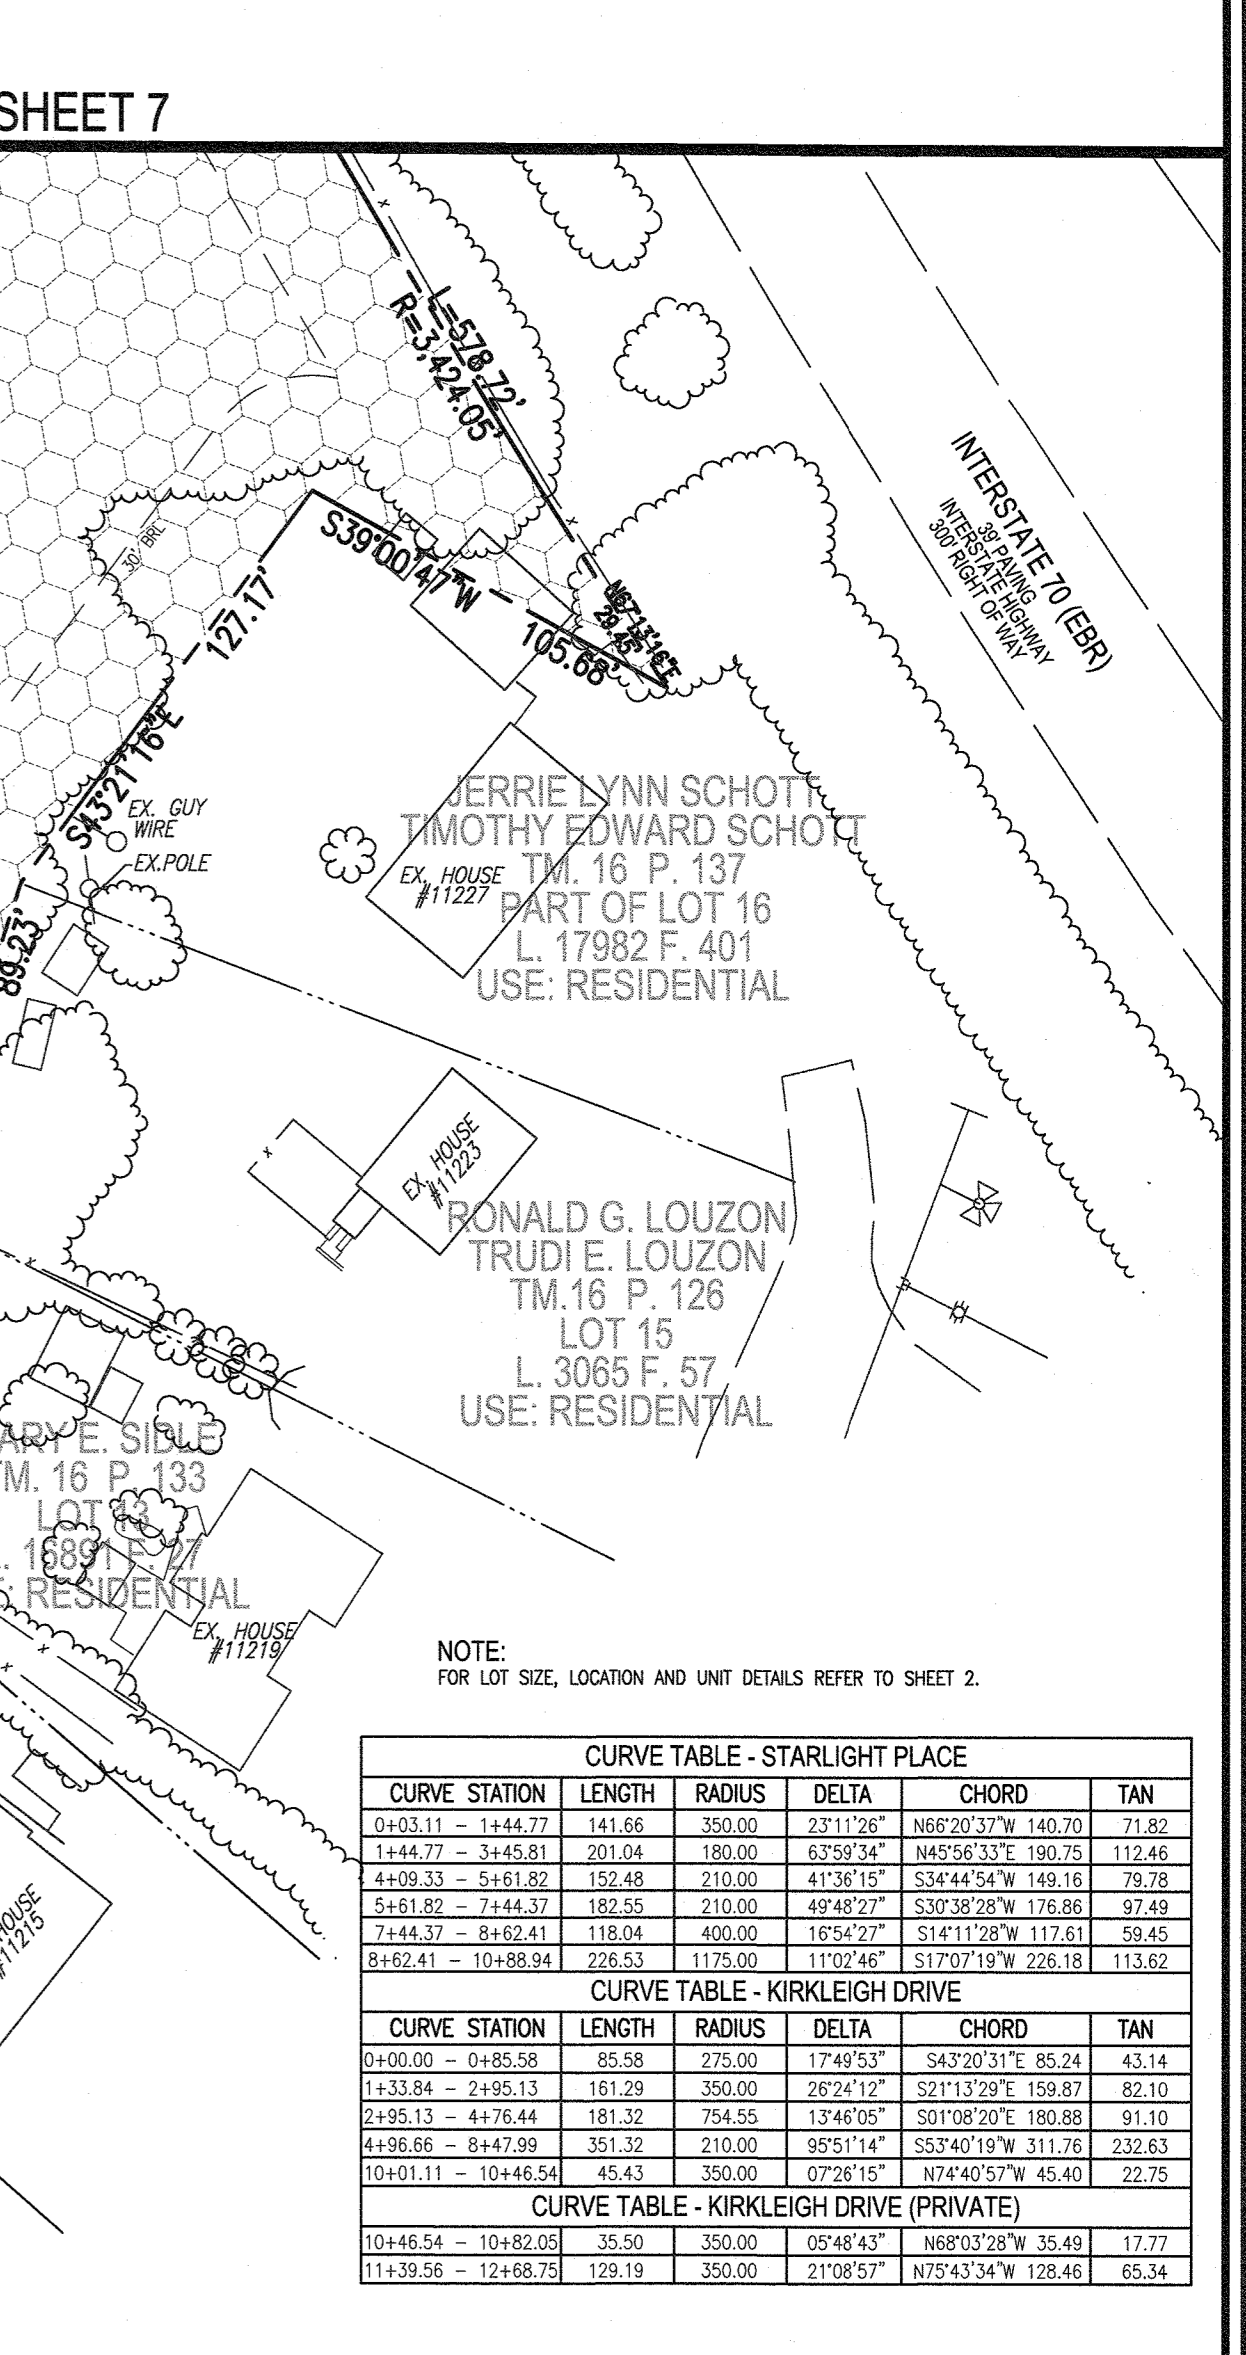 SHEET 7
L=578.72'
R=3,424.05'
INTERSTATE 70 (EBR)
39' PAVING
INTERSTATE HIGHWAY
300' RIGHT OF WAY
30' BRL
S39°00'47"W
105.68'
N67°13'16"E
29.45'
127.17'
S43°21'16"E
89.23'
EX. GUY
WIRE
EX.POLE
JERRIE LYNN SCHOTT
TIMOTHY EDWARD SCHOTT
TM. 16 P. 137
PART OF LOT 16
L. 17982 F. 401
USE: RESIDENTIAL
EX. HOUSE
#11227
EX. HOUSE
#11223
RONALD G. LOUZON
TRUDI E. LOUZON
TM.16 P. 126
LOT 15
L. 3065 F. 57
USE: RESIDENTIAL
ARY E. SIDLE
TM. 16 P. 133
LOT 13
. 16891 F. 27
E: RESIDENTIAL
EX. HOUSE
#11219
HOUSE
#11215
NOTE:
FOR LOT SIZE, LOCATION AND UNIT DETAILS REFER TO SHEET 2.
CURVE TABLE - STARLIGHT PLACE
CURVE STATION LENGTH RADIUS DELTA CHORD TAN
0+03.11 - 1+44.77 141.66 350.00 23°11'26" N66°20'37"W 140.70 71.82
1+44.77 - 3+45.81 201.04 180.00 63°59'34" N45°56'33"E 190.75 112.46
4+09.33 - 5+61.82 152.48 210.00 41°36'15" S34°44'54"W 149.16 79.78
5+61.82 - 7+44.37 182.55 210.00 49°48'27" S30°38'28"W 176.86 97.49
7+44.37 - 8+62.41 118.04 400.00 16°54'27" S14°11'28"W 117.61 59.45
8+62.41 - 10+88.94 226.53 1175.00 11°02'46" S17°07'19"W 226.18 113.62
CURVE TABLE - KIRKLEIGH DRIVE
CURVE STATION LENGTH RADIUS DELTA CHORD TAN
0+00.00 - 0+85.58 85.58 275.00 17°49'53" S43°20'31"E 85.24 43.14
1+33.84 - 2+95.13 161.29 350.00 26°24'12" S21°13'29"E 159.87 82.10
2+95.13 - 4+76.44 181.32 754.55 13°46'05" S01°08'20"E 180.88 91.10
4+96.66 - 8+47.99 351.32 210.00 95°51'14" S53°40'19"W 311.76 232.63
10+01.11 - 10+46.54 45.43 350.00 07°26'15" N74°40'57"W 45.40 22.75
CURVE TABLE - KIRKLEIGH DRIVE (PRIVATE)
10+46.54 - 10+82.05 35.50 350.00 05°48'43" N68°03'28"W 35.49 17.77
11+39.56 - 12+68.75 129.19 350.00 21°08'57" N75°43'34"W 128.46 65.34